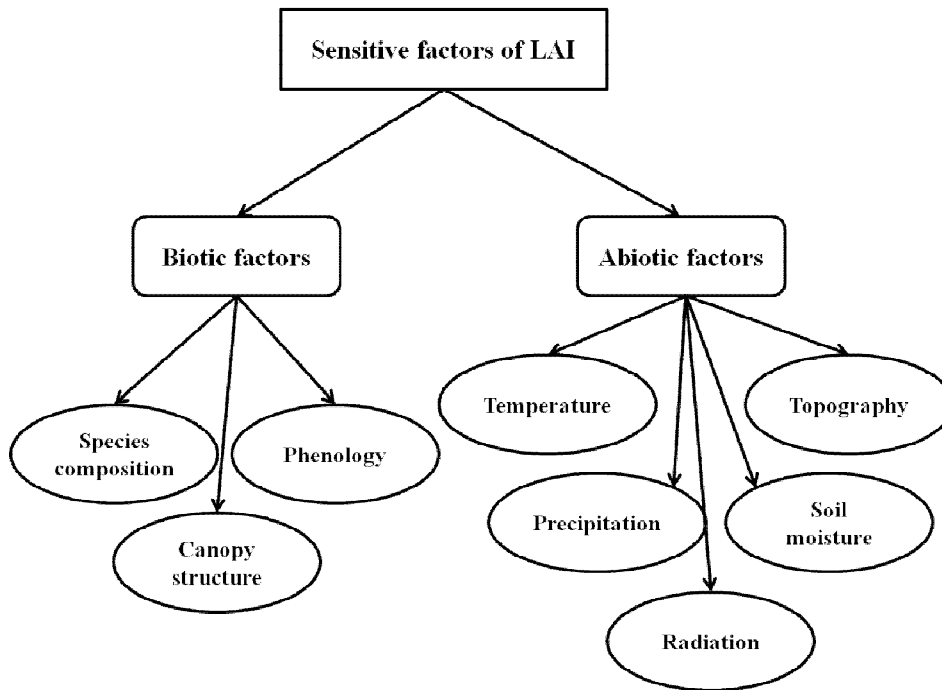 Sensitive factors of LAI
Biotic factors
Abiotic factors
Species
composition
Phenology
Canopy
structure
Temperature
Topography
Precipitation
Soil
moisture
Radiation